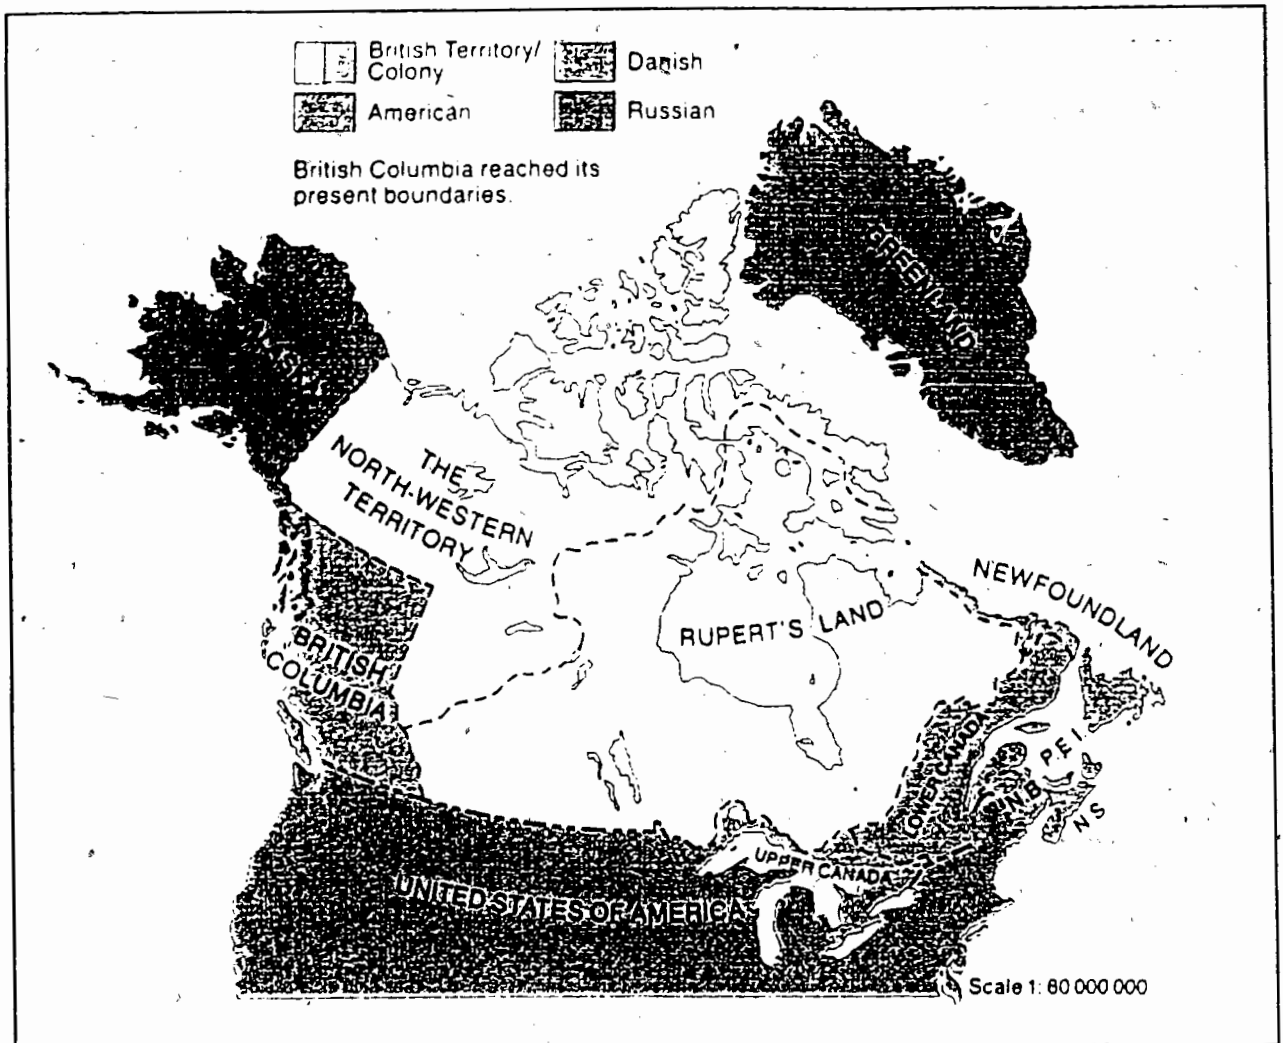 British Territory/
Colony
Danish
American
Russian
British Columbia reached its
present boundaries.
GREENLAND
THE
NORTH-WESTERN
TERRITORY
NEWFOUNDLAND
RUPERT'S LAND
BRITISH
COLUMBIA
LOWER CANADA
P.E.I.
N.B.
N S
UPPER CANADA
UNITED STATES OF AMERICA
Scale 1: 80 000 000